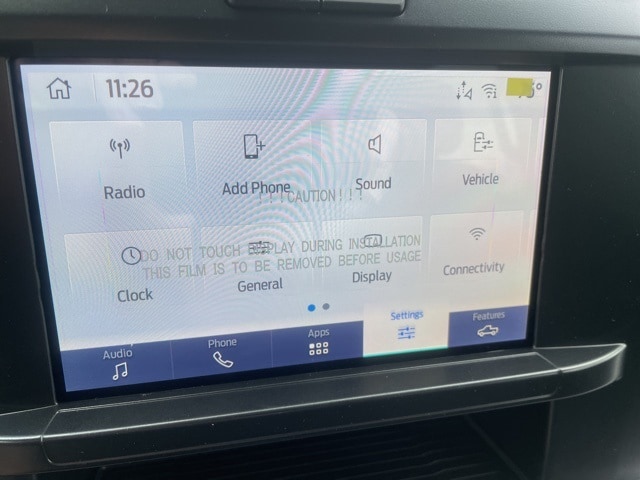 11:26
Radio
Add Phone
Sound
Vehicle
! ! !CAUTION! ! !
DO NOT TOUCH DISPLAY DURING INSTALLATION
THIS FILM IS TO BE REMOVED BEFORE USAGE
Clock
General
Display
Connectivity
Audio
Phone
Apps
Settings
Features